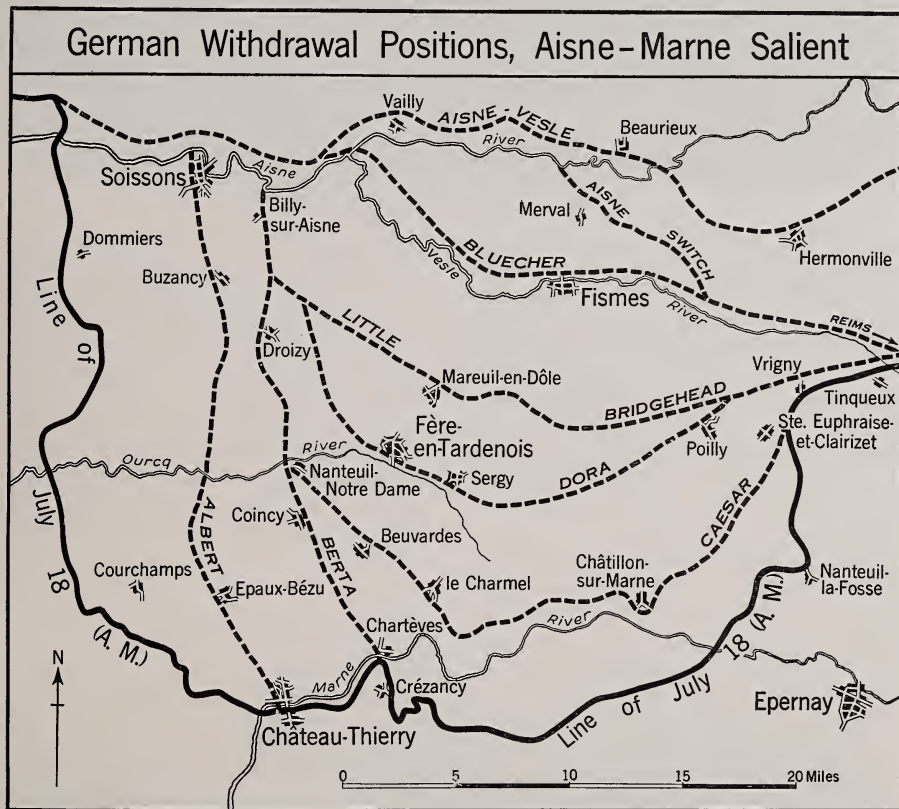 German Withdrawal Positions, Aisne-Marne Salient
Vailly
AISNE - VESLE
Beaurieux
River
Aisne
Soissons
Billy-
sur-Aisne
Merval
AISNE
SWITCH
Hermonville
Dommiers
Buzancy
Vesle
BLUECHER
Fismes
River
REIMS
Line
of
July
18
(A. M.)
LITTLE
Droizy
Mareuil-en-Dôle
BRIDGEHEAD
Vrigny
Tinqueux
Fère-
en-Tardenois
Poilly
Ste. Euphraise-
et-Clairizet
River
Ourcq
Nanteuil-
Notre Dame
Sergy
DORA
ALBERT
Coincy
BERTA
Beuvardes
CAESAR
Courchamps
Epaux-Bézu
le Charmel
Châtillon-
sur-Marne
Nanteuil-
la-Fosse
Chartèves
River
N
Marne
Crézancy
Line of July 18 (A. M.)
Epernay
Château-Thierry
0 5 10 15 20 Miles